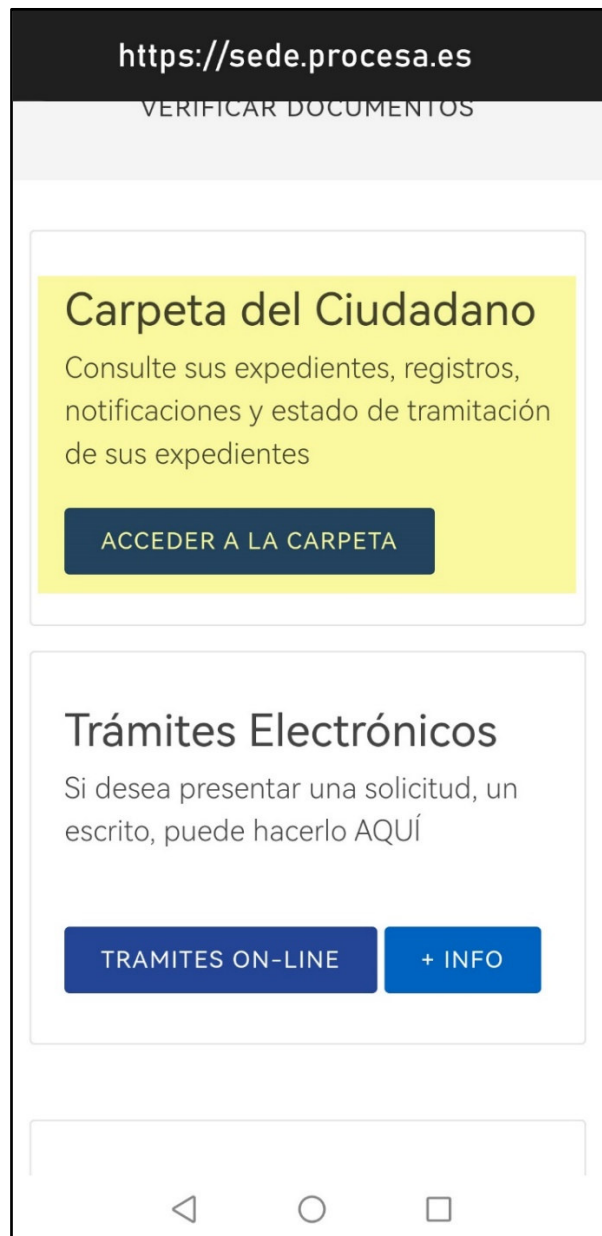 https://sede.procesa.es
VERIFICAR DOCUMENTOS
Carpeta del Ciudadano
Consulte sus expedientes, registros,
notificaciones y estado de tramitación
de sus expedientes
ACCEDER A LA CARPETA
Trámites Electrónicos
Si desea presentar una solicitud, un
escrito, puede hacerlo AQUÍ
TRAMITES ON-LINE + INFO